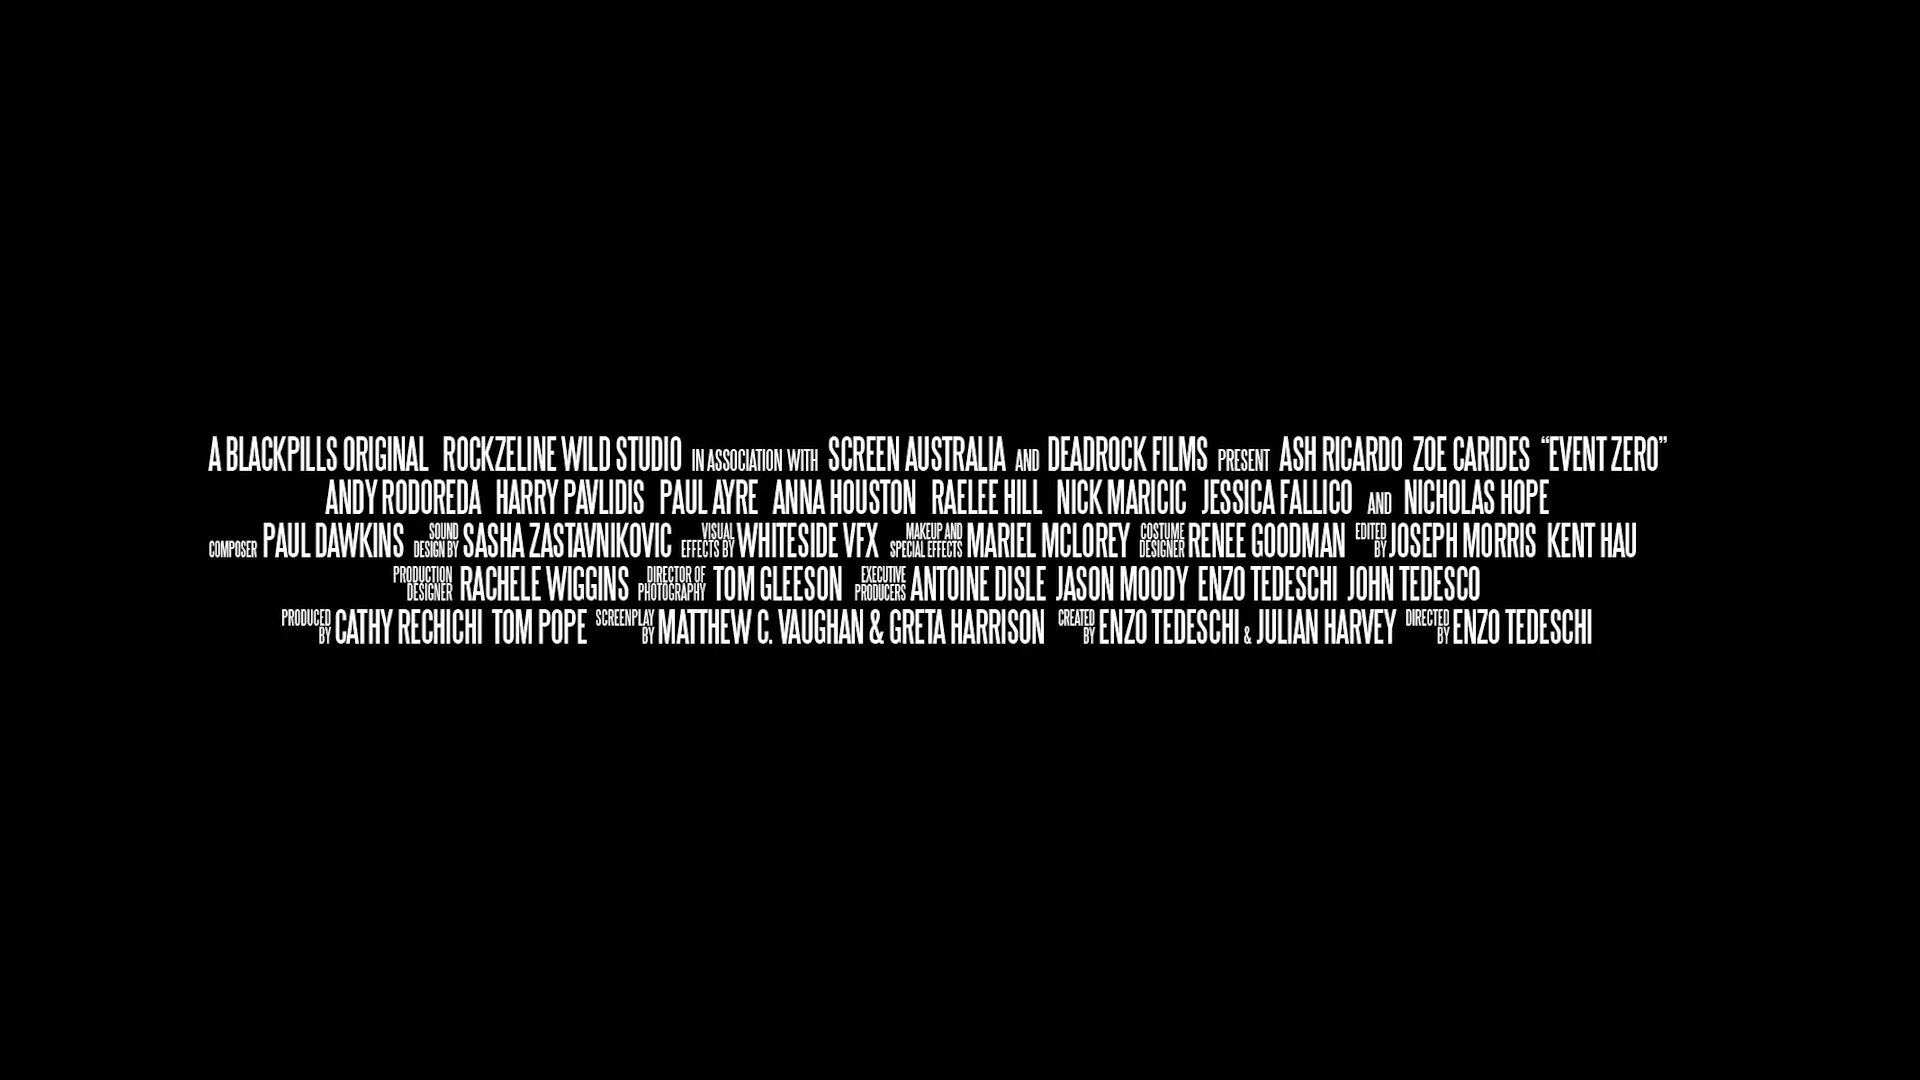 A BLACKPILLS ORIGINAL ROCKZELINE WILD STUDIO IN ASSOCIATION WITH SCREEN AUSTRALIA AND DEADROCK FILMS PRESENT ASH RICARDO ZOE CARIDES “EVENT ZERO”
ANDY RODOREDA HARRY PAVLIDIS PAUL AYRE ANNA HOUSTON RAELEE HILL NICK MARICIC JESSICA FALLICO AND NICHOLAS HOPE
COMPOSER PAUL DAWKINS SOUND DESIGN BY SASHA ZASTAVNIKOVIC VISUAL EFFECTS BY WHITESIDE VFX MAKEUP AND SPECIAL EFFECTS MARIEL MCLOREY COSTUME DESIGNER RENEE GOODMAN EDITED BY JOSEPH MORRIS KENT HAU
PRODUCTION DESIGNER RACHELE WIGGINS DIRECTOR OF PHOTOGRAPHY TOM GLEESON EXECUTIVE PRODUCERS ANTOINE DISLE JASON MOODY ENZO TEDESCHI JOHN TEDESCO
PRODUCED BY CATHY RECHICHI TOM POPE SCREENPLAY BY MATTHEW C. VAUGHAN & GRETA HARRISON CREATED BY ENZO TEDESCHI & JULIAN HARVEY DIRECTED BY ENZO TEDESCHI